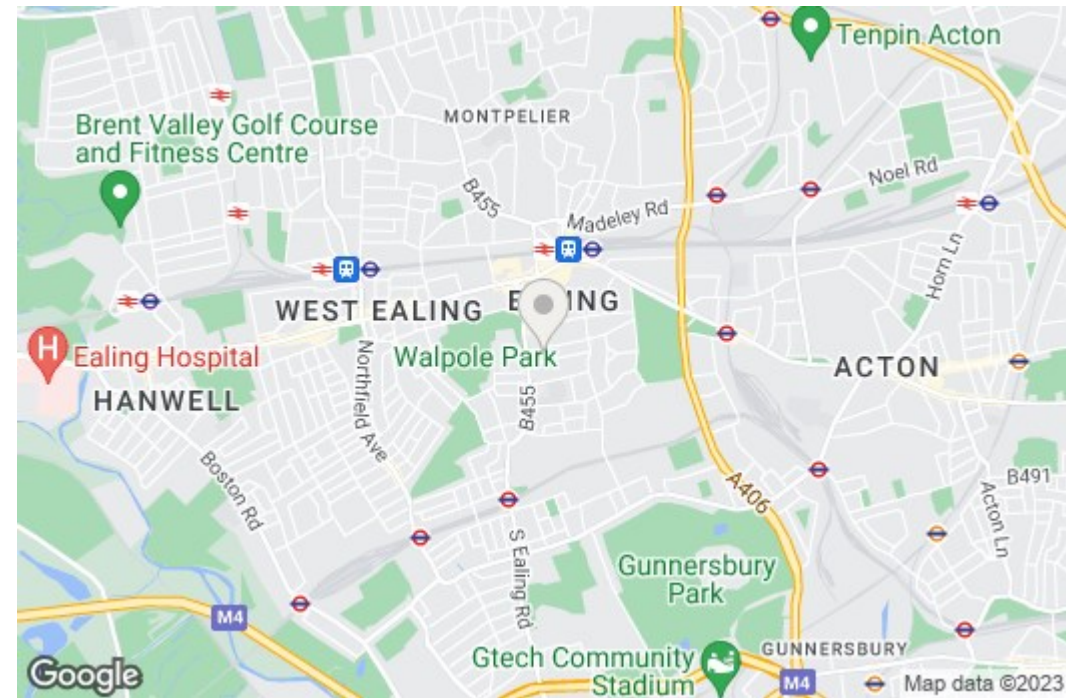 Tenpin Acton
MONTPELIER
Brent Valley Golf Course
and Fitness Centre
B455
Noel Rd
Madeley Rd
Horn Ln
WEST EALING
Ealing Hospital
H
Walpole Park
ACTON
HANWELL
Northfield Ave
B455
Boston Rd
A406
B491
Acton Ln
S Ealing Rd
Gunnersbury
Park
M4
GUNNERSBURY
Gtech Community
Stadium
M4
Google
Map data ©2023